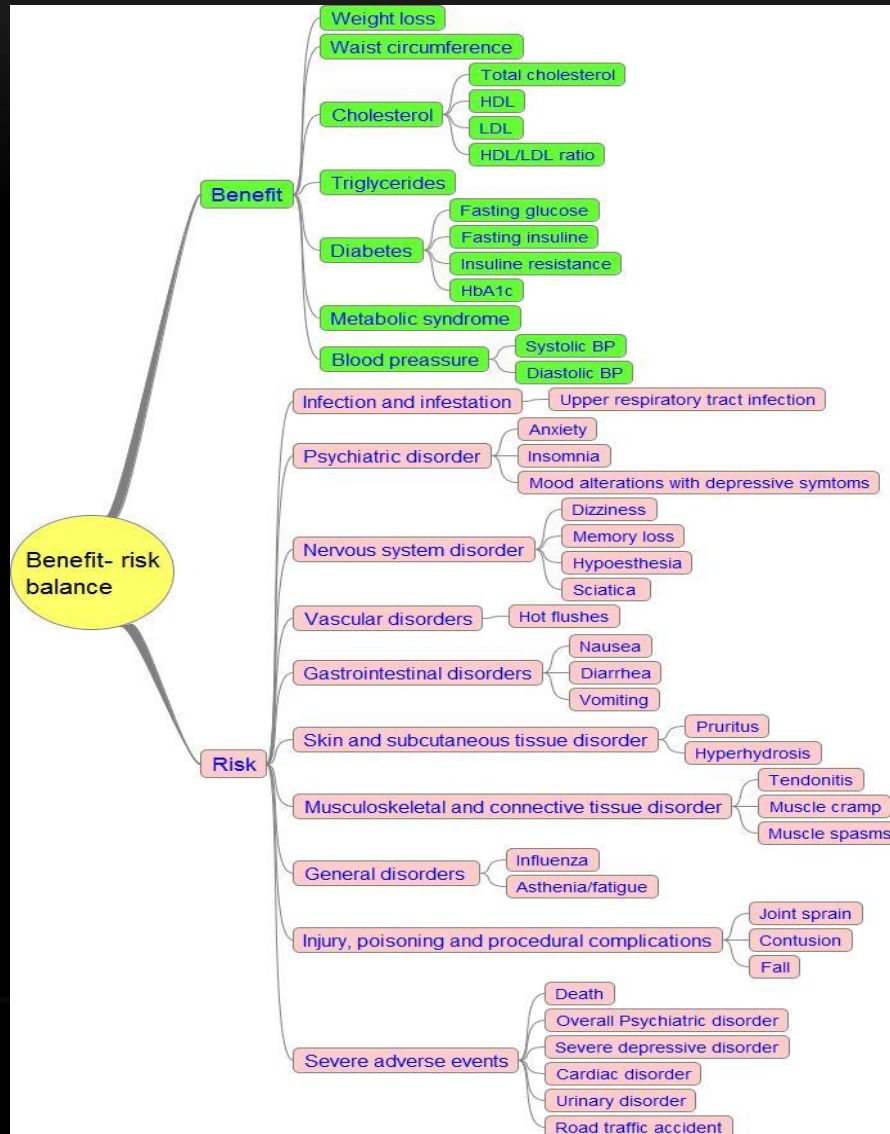 Benefit- risk
balance
Benefit
Weight loss
Waist circumference
Cholesterol
Total cholesterol
HDL
LDL
HDL/LDL ratio
Triglycerides
Diabetes
Fasting glucose
Fasting insuline
Insuline resistance
HbA1c
Metabolic syndrome
Blood preassure
Systolic BP
Diastolic BP
Risk
Infection and infestation
Upper respiratory tract infection
Psychiatric disorder
Anxiety
Insomnia
Mood alterations with depressive symtoms
Nervous system disorder
Dizziness
Memory loss
Hypoesthesia
Sciatica
Vascular disorders
Hot flushes
Gastrointestinal disorders
Nausea
Diarrhea
Vomiting
Skin and subcutaneous tissue disorder
Pruritus
Hyperhydrosis
Musculoskeletal and connective tissue disorder
Tendonitis
Muscle cramp
Muscle spasms
General disorders
Influenza
Asthenia/fatigue
Injury, poisoning and procedural complications
Joint sprain
Contusion
Fall
Severe adverse events
Death
Overall Psychiatric disorder
Severe depressive disorder
Cardiac disorder
Urinary disorder
Road traffic accident